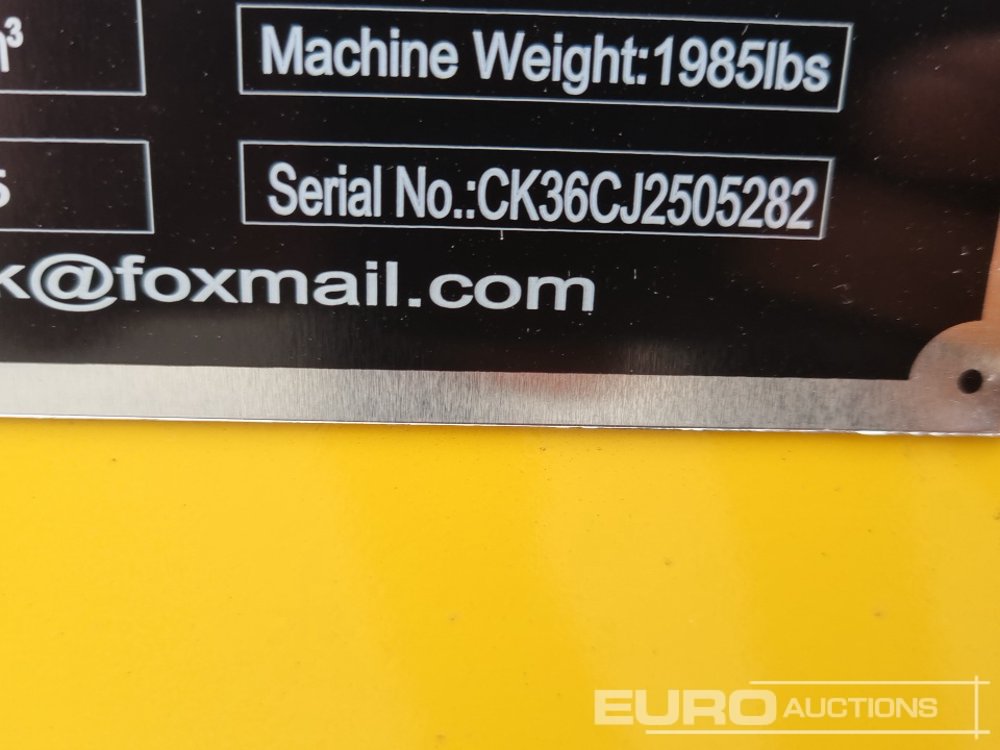 Machine Weight:1985lbs
Serial No.:CK36CJ2505282
k@foxmail.com
EURO AUCTIONS